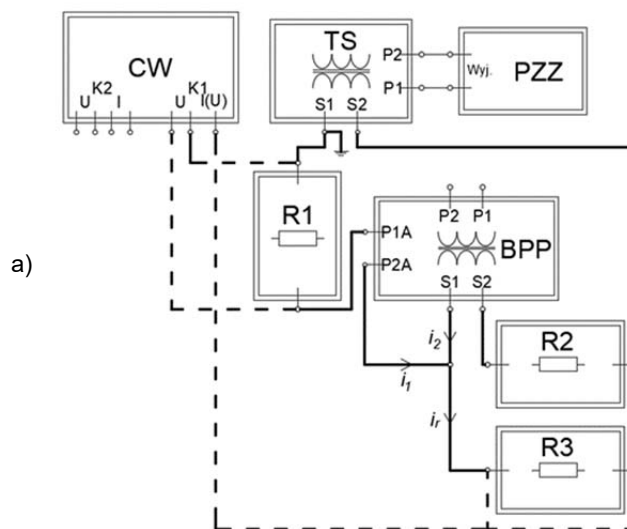 CW
K2
K1
U
I
U
I(U)
TS
P2
P1
S1
S2
Wyj.
PZZ
R1
P2
P1
P1A
P2A
BPP
S1
S2
a)
i2
i1
ir
R2
R3